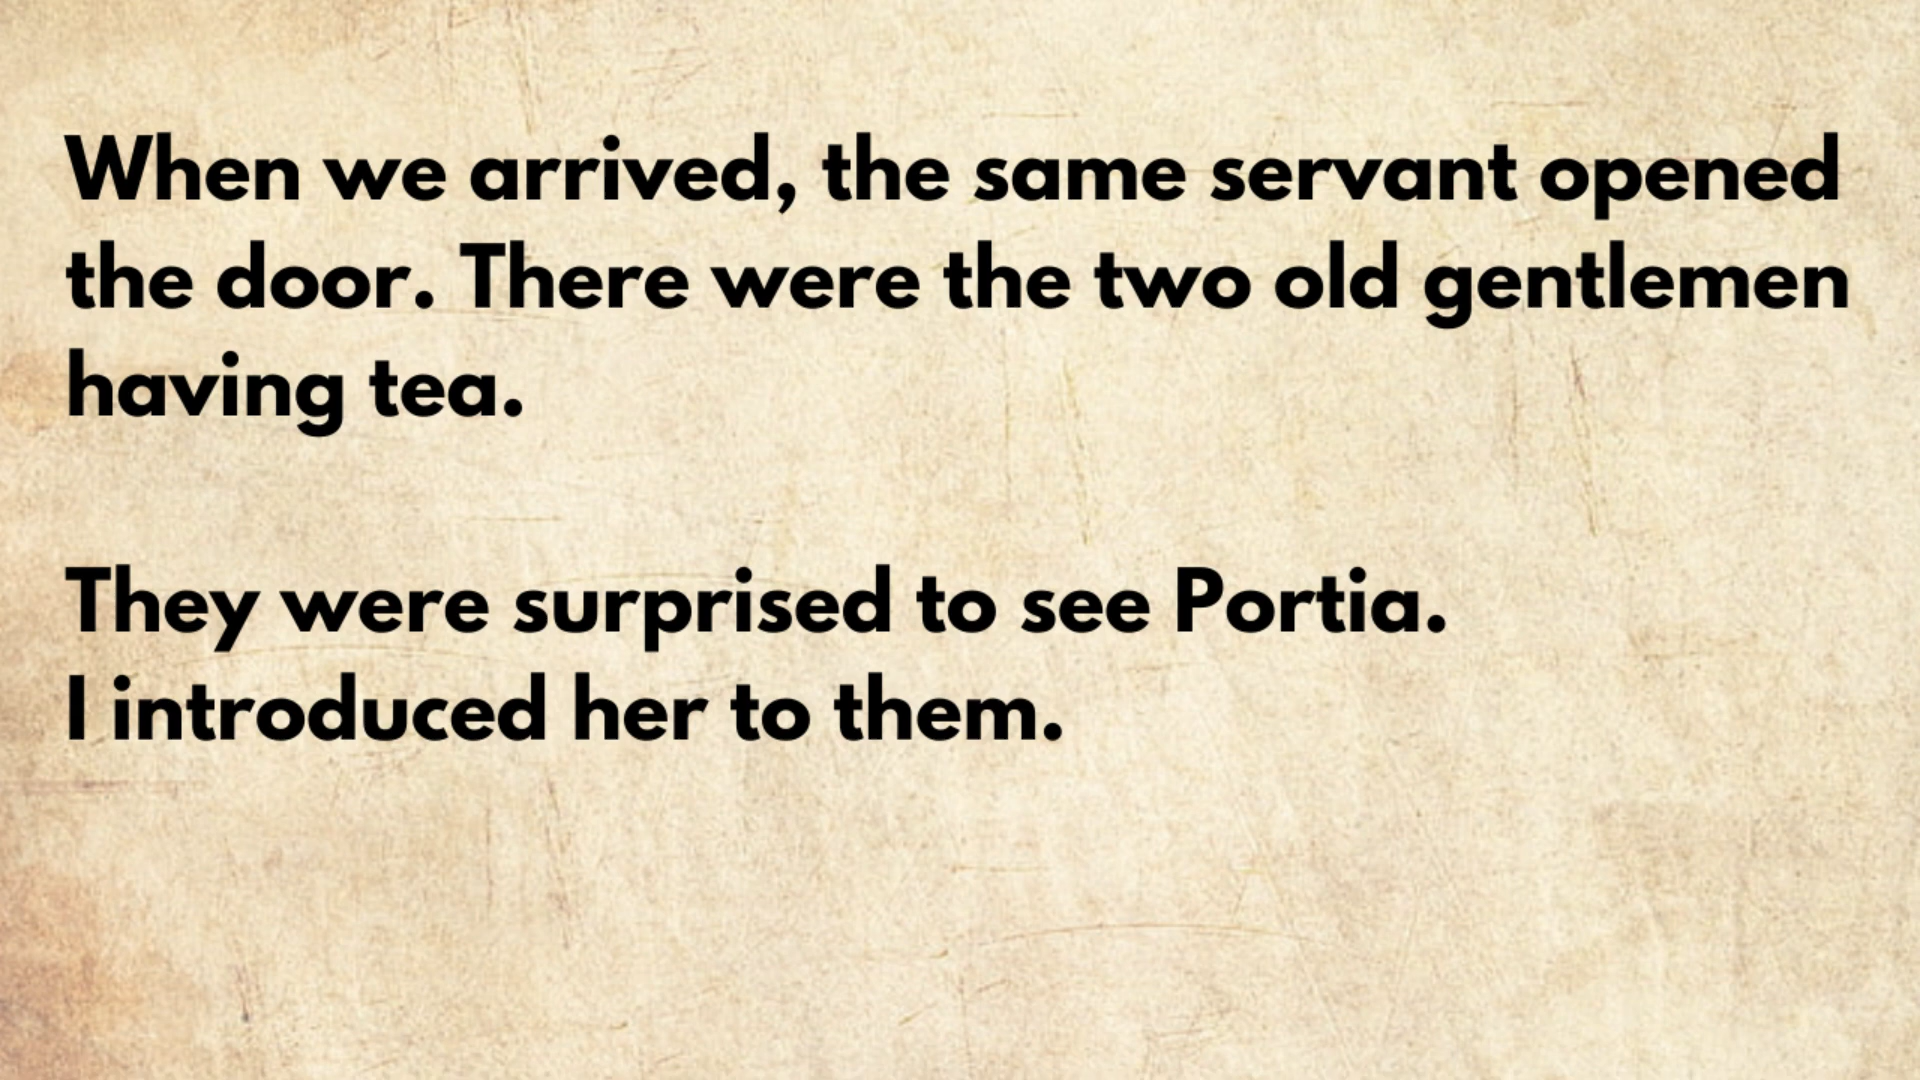 When we arrived, the same servant opened
the door. There were the two old gentlemen
having tea.
They were surprised to see Portia.
I introduced her to them.